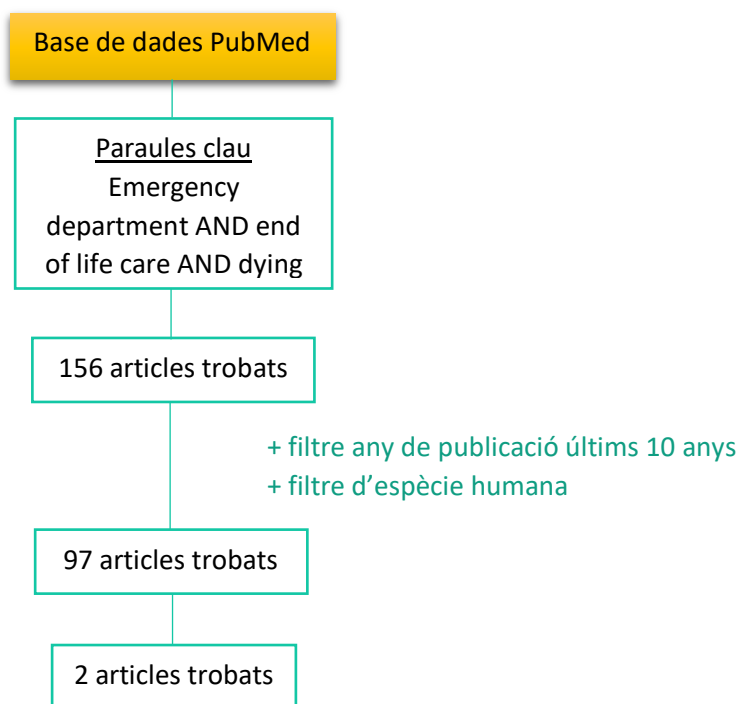 Base de dades PubMed
Paraules clau
Emergency
department AND end
of life care AND dying
156 articles trobats
+ filtre any de publicació últims 10 anys
+ filtre d’espècie humana
97 articles trobats
2 articles trobats